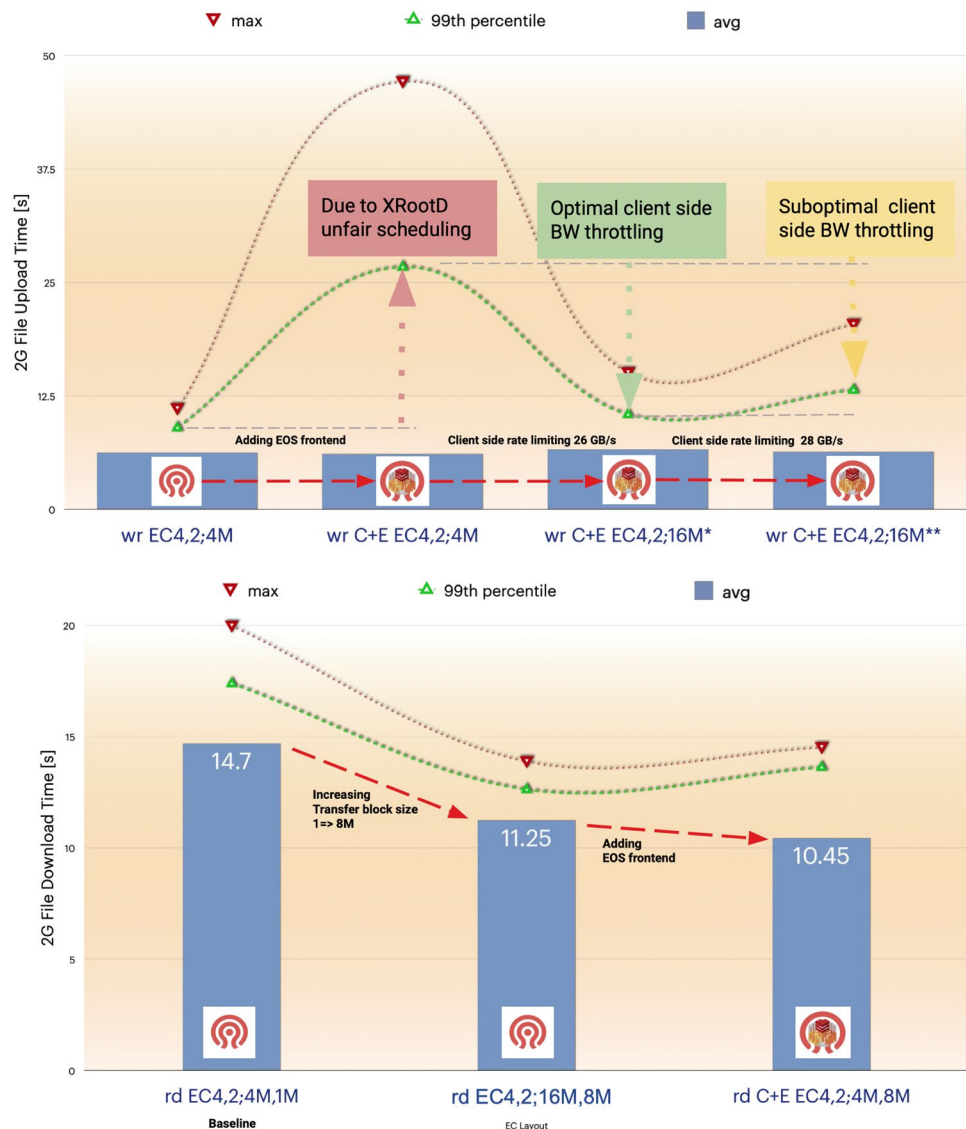 max
99th percentile
avg
2G File Upload Time [s]
50
37.5
25
12.5
0
Due to XRootD
unfair scheduling
Optimal client side
BW throttling
Suboptimal client
side BW throttling
Adding EOS frontend
Client side rate limiting 26 GB/s
Client side rate limiting 28 GB/s
wr EC4,2;4M
wr C+E EC4,2;4M
wr C+E EC4,2;16M*
wr C+E EC4,2;16M**
max
99th percentile
avg
2G File Download Time [s]
20
15
10
5
0
14.7
Increasing
Transfer block size
1=> 8M
11.25
Adding
EOS frontend
10.45
rd EC4,2;4M,1M
rd EC4,2;16M,8M
rd C+E EC4,2;4M,8M
Baseline
EC Layout